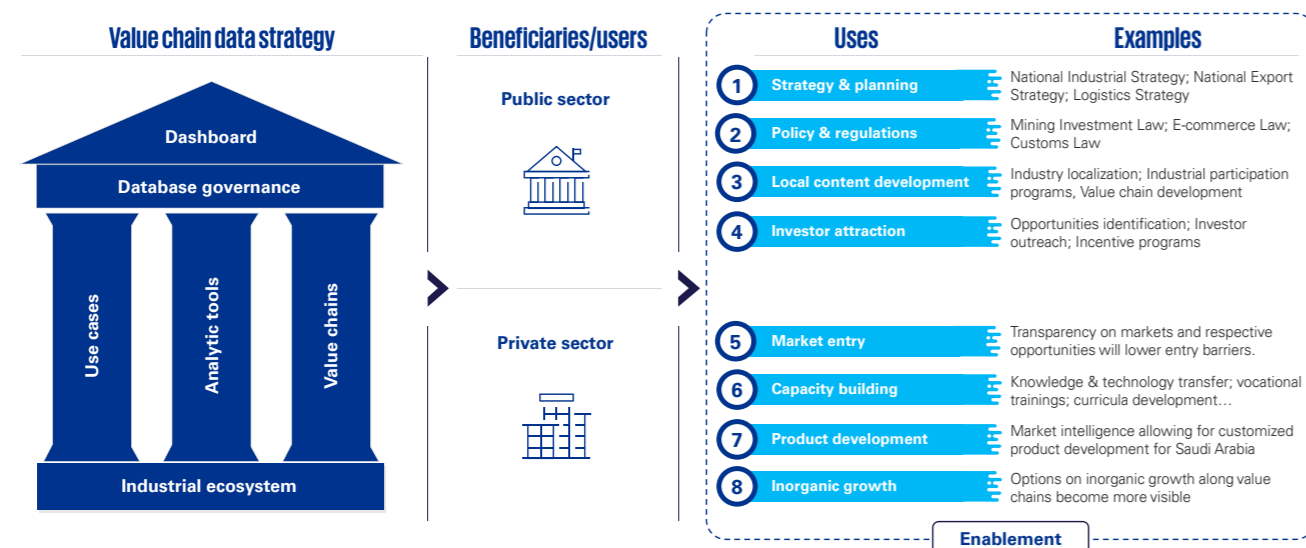 Value chain data strategy
Dashboard
Database governance
Use cases
Analytic tools
Value chains
Industrial ecosystem
Beneficiaries/users
Public sector
Private sector
Uses
Examples
1
Strategy & planning
National Industrial Strategy; National Export
Strategy; Logistics Strategy
2
Policy & regulations
Mining Investment Law; E-commerce Law;
Customs Law
3
Local content development
Industry localization; Industrial participation
programs, Value chain development
4
Investor attraction
Opportunities identification; Investor
outreach; Incentive programs
5
Market entry
Transparency on markets and respective
opportunities will lower entry barriers.
6
Capacity building
Knowledge & technology transfer; vocational
trainings; curricula development…
7
Product development
Market intelligence allowing for customized
product development for Saudi Arabia
8
Inorganic growth
Options on inorganic growth along value
chains become more visible
Enablement